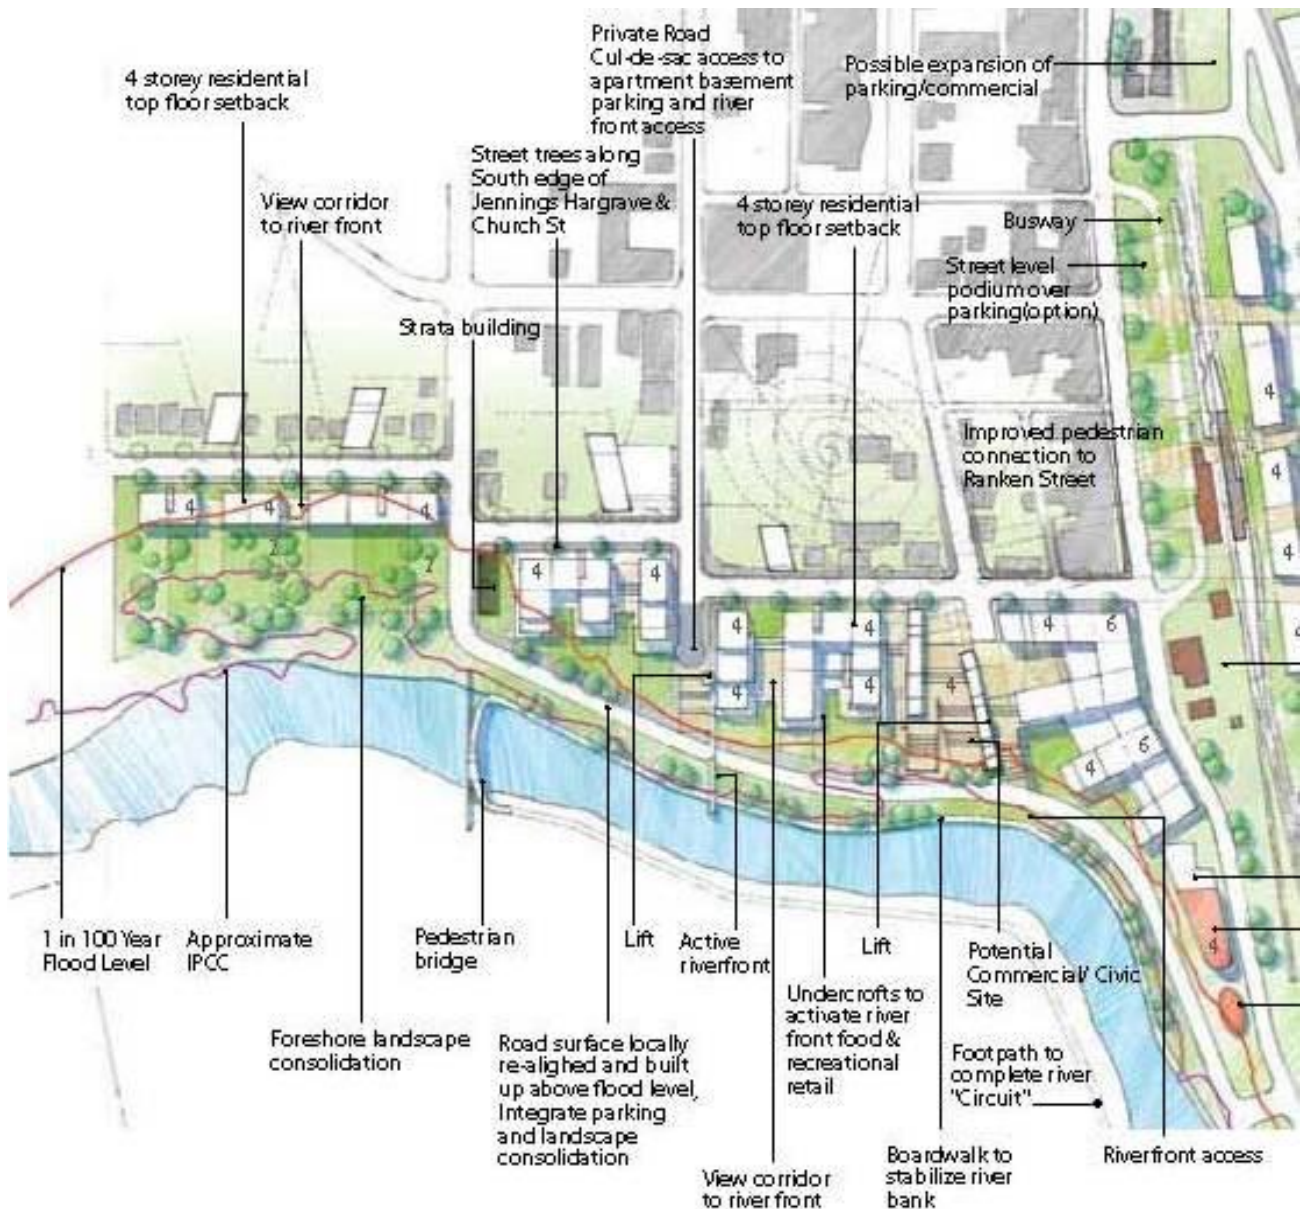 Private Road
Cul-de-sac access to
apartment basement
parking and river
front access
Possible expansion of
parking/commercial
4 storey residential
top floor setback
Street trees along
South edge of
Jennings Hargrave &
Church St
View corridor
to river front
4 storey residential
top floor setback
Busway
Street level
podium over
parking(option)
Strata building
4
Improved pedestrian
connection to
Ranken Street
4
4
4
4
4
2
2
4
4
4
4
4
6
4
4
4
4
4
6
4
4
1 in 100 Year
Flood Level
Approximate
IPCC
Pedestrian
bridge
Lift
Active
riverfront
Lift
Potential
Commercial/ Civic
Site
Undercrofts to
activate river
front food &
recreational
retail
Foreshore landscape
consolidation
Road surface locally
re-alighed and built
up above flood level,
Integrate parking
and landscape
consolidation
Footpath to
complete river
"Circuit"
View corridor
to river front
Boardwalk to
stabilize river
bank
Riverfront access